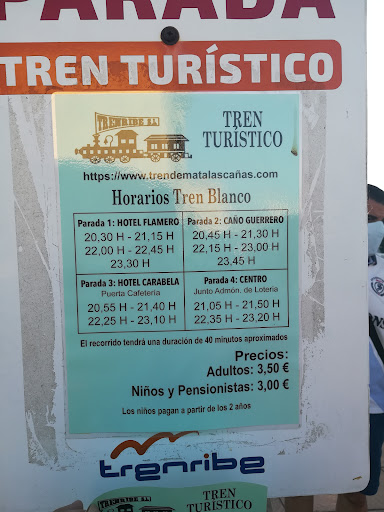 PARADA
TREN TURÍSTICO
TRENRIBE S.L
TREN
TURÍSTICO
https://www.trendematalascañas.com
Horarios Tren Blanco
Parada 1: HOTEL FLAMERO
20,30 H - 21,15 H
22,00 H - 22,45 H
23,30 H
Parada 2: CAÑO GUERRERO
20,45 H - 21,30 H
22,15 H - 23,00 H
23,45 H
Parada 3: HOTEL CARABELA
Puerta Cafetería
20,55 H - 21,40 H
22,25 H - 23,10 H
Parada 4: CENTRO
Junto Admón. de Lotería
21,05 H - 21,50 H
22,35 H - 23,20 H
El recorrido tendrá una duración de 40 minutos aproximados
Precios:
Adultos: 3,50 €
Niños y Pensionistas: 3,00 €
Los niños pagan a partir de los 2 años
trenribe
TRENRIBE S.L
TREN
TURÍSTICO